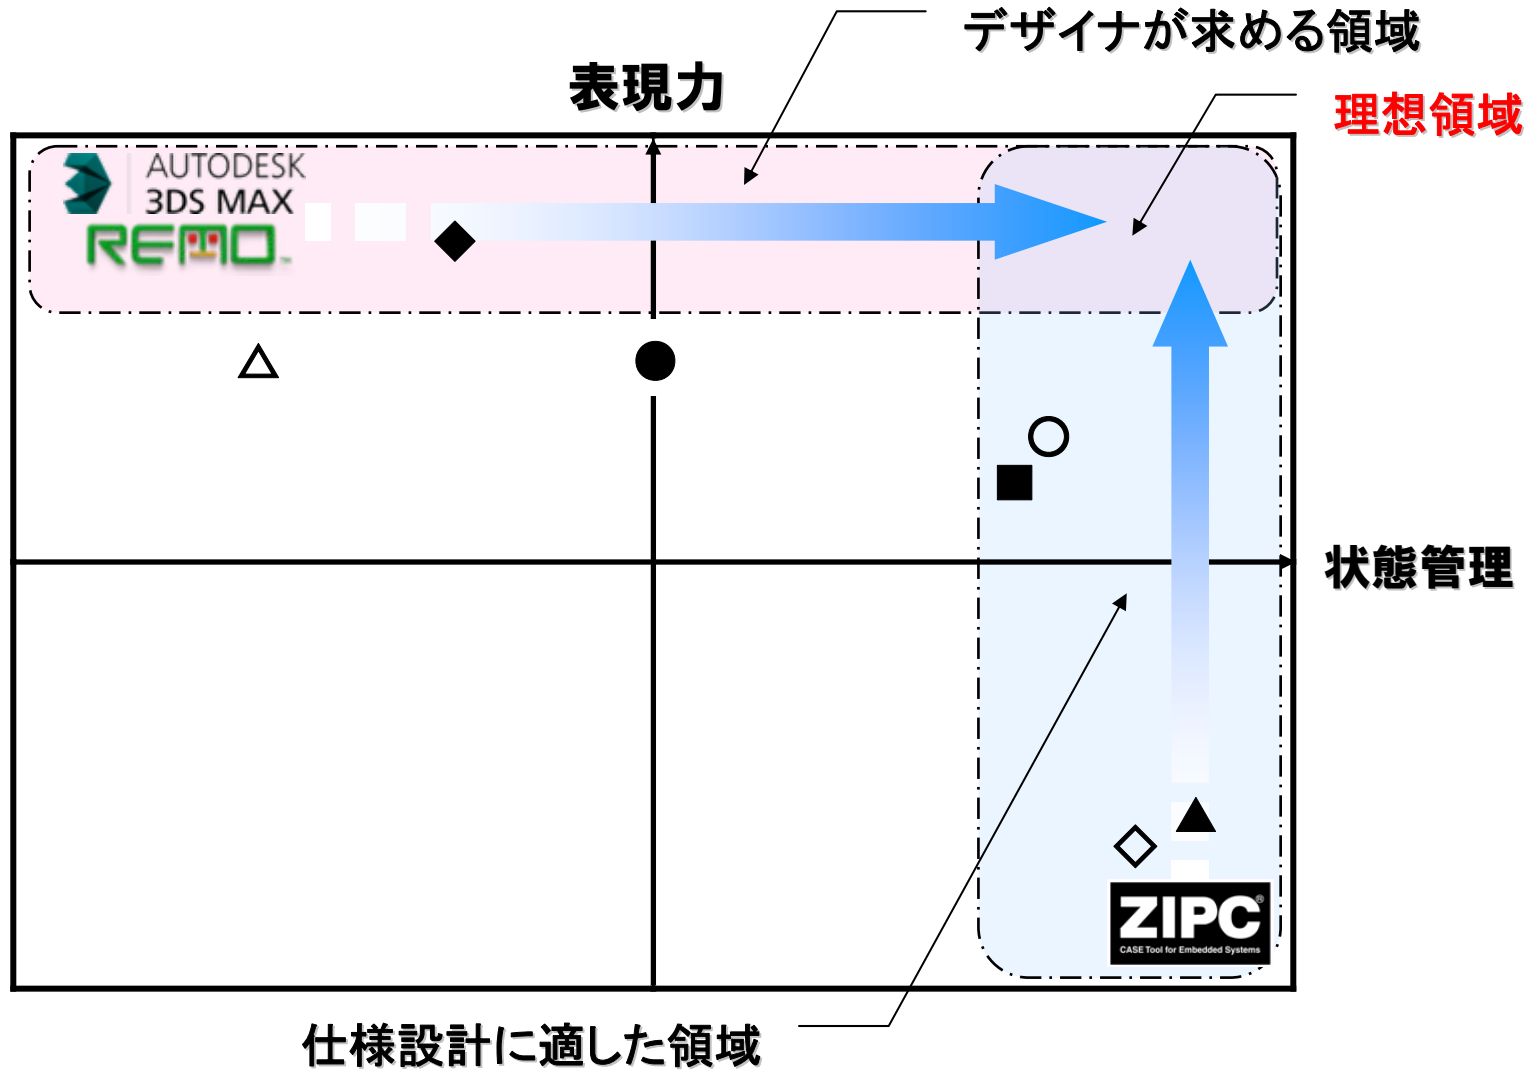 デザイナが求める領域
表現力
理想領域
AUTODESK
3DS MAX
REMO™
状態管理
ZIPC®
CASE Tool for Embedded Systems
仕様設計に適した領域